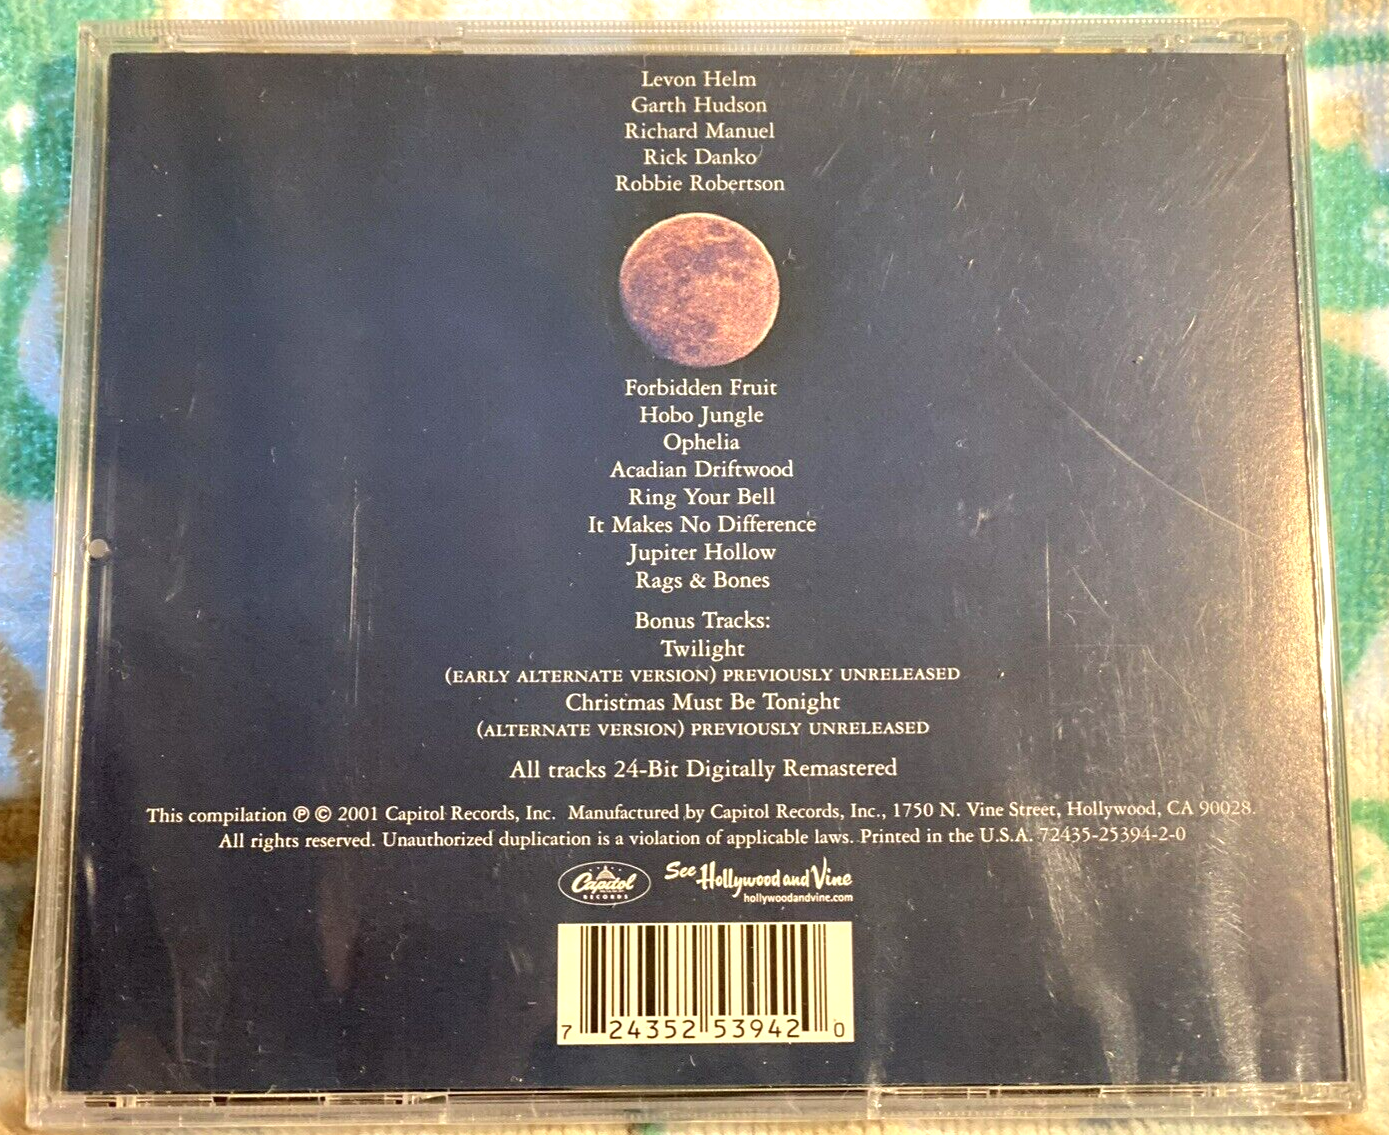 Levon Helm
Garth Hudson
Richard Manuel
Rick Danko
Robbie Robertson
Forbidden Fruit
Hobo Jungle
Ophelia
Acadian Driftwood
Ring Your Bell
It Makes No Difference
Jupiter Hollow
Rags & Bones
Bonus Tracks:
Twilight
(EARLY ALTERNATE VERSION) PREVIOUSLY UNRELEASED
Christmas Must Be Tonight
(ALTERNATE VERSION) PREVIOUSLY UNRELEASED
All tracks 24-Bit Digitally Remastered
This compilation ℗ © 2001 Capitol Records, Inc. Manufactured by Capitol Records, Inc., 1750 N. Vine Street, Hollywood, CA 90028.
All rights reserved. Unauthorized duplication is a violation of applicable laws. Printed in the U.S.A. 72435-25394-2-0
Capitol RECORDS
See Hollywood and Vine
hollywoodandvine.com
7 24352 53942 0